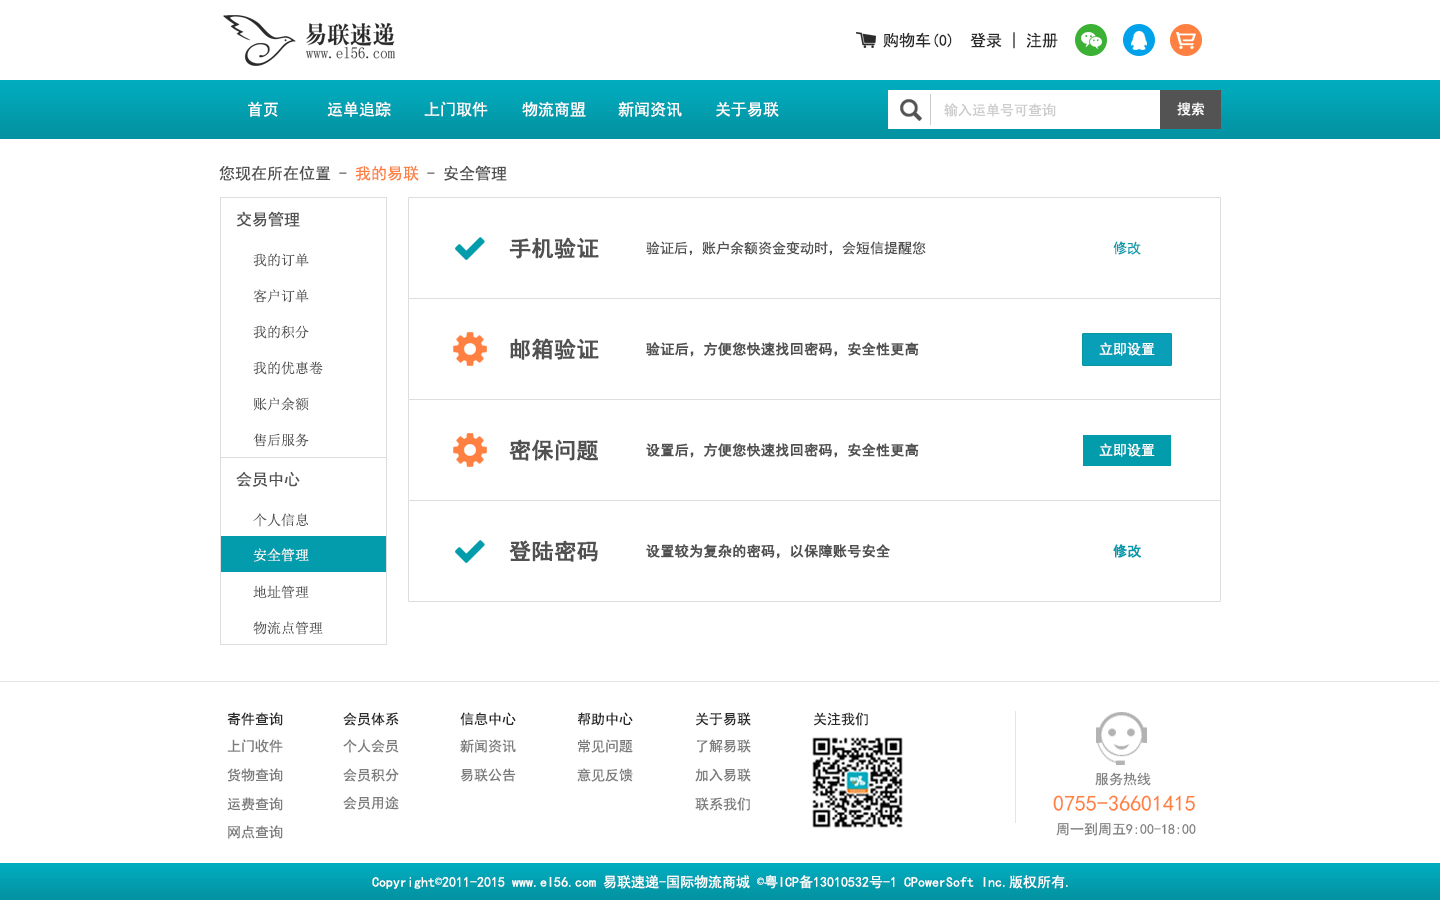 易联速递
www.el56.com
购物车(0) 登录 | 注册
首页 运单追踪 上门取件 物流商盟 新闻资讯 关于易联 输入运单号可查询 搜索
您现在所在位置 - 我的易联 - 安全管理
交易管理
我的订单
客户订单
我的积分
我的优惠卷
账户余额
售后服务
会员中心
个人信息
安全管理
地址管理
物流点管理
手机验证 验证后，账户余额资金变动时，会短信提醒您 修改
邮箱验证 验证后，方便您快速找回密码，安全性更高 立即设置
密保问题 设置后，方便您快速找回密码，安全性更高 立即设置
登陆密码 设置较为复杂的密码，以保障账号安全 修改
寄件查询
上门收件
货物查询
运费查询
网点查询
会员体系
个人会员
会员积分
会员用途
信息中心
新闻资讯
易联公告
帮助中心
常见问题
意见反馈
关于易联
了解易联
加入易联
联系我们
关注我们
服务热线
0755-36601415
周一到周五9:00-18:00
Copyright©2011-2015 www.el56.com 易联速递-国际物流商城 ©粤ICP备13010532号-1 CPowerSoft Inc.版权所有.